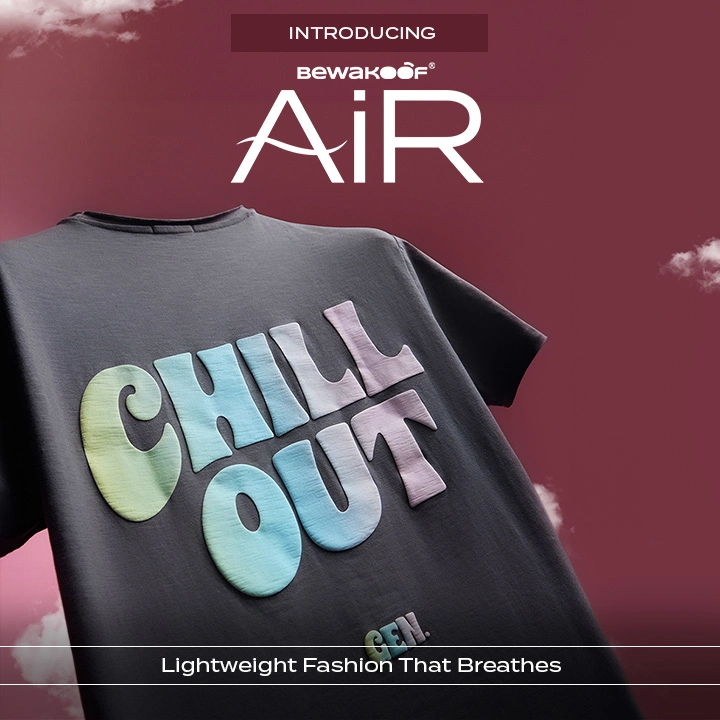 INTRODUCING
BEWAKOOF®
AiR
CHILL
OUT
GEN.
Lightweight Fashion That Breathes